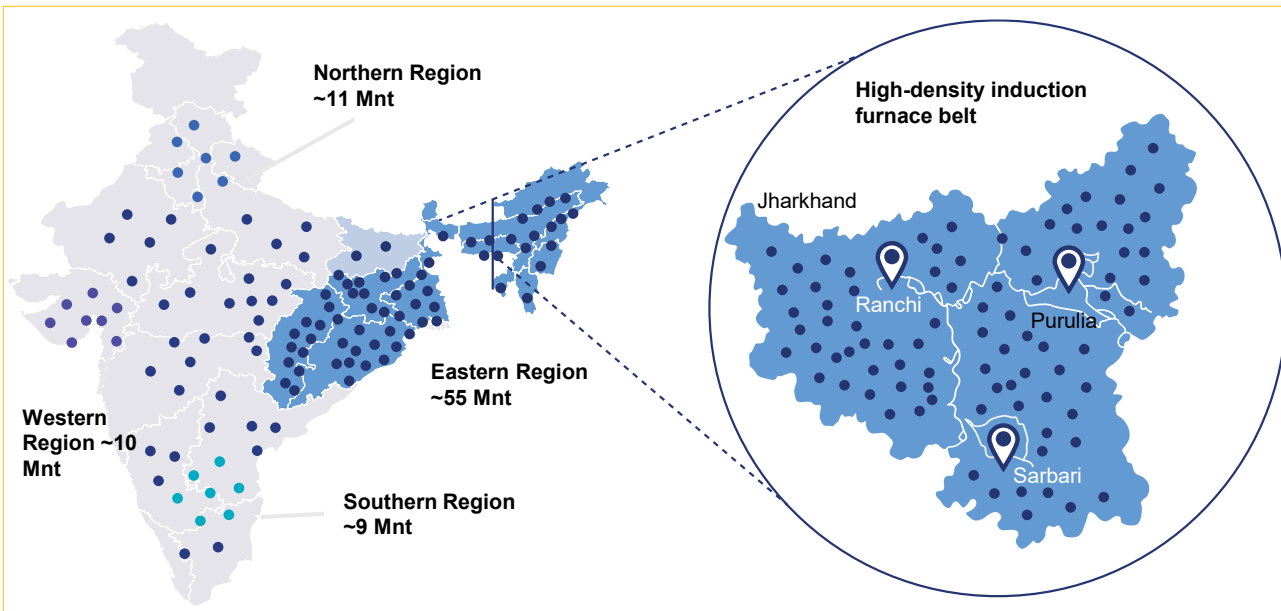 Northern Region
~11 Mnt
High-density induction
furnace belt
Jharkhand
Ranchi
Purulia
Eastern Region
~55 Mnt
Western
Region ~10
Mnt
Sarbari
Southern Region
~9 Mnt